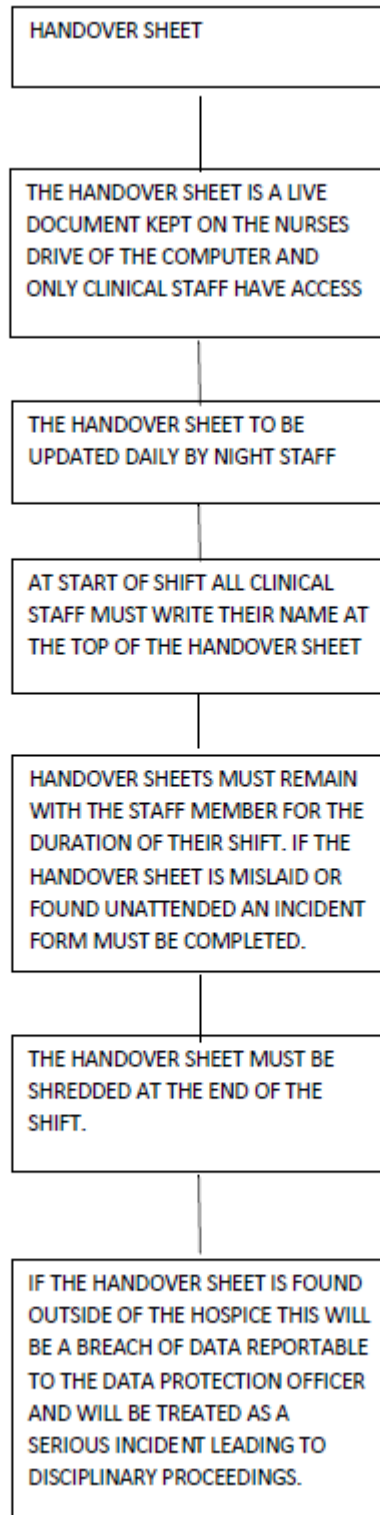 HANDOVER SHEET
THE HANDOVER SHEET IS A LIVE
DOCUMENT KEPT ON THE NURSES
DRIVE OF THE COMPUTER AND
ONLY CLINICAL STAFF HAVE ACCESS
THE HANDOVER SHEET TO BE
UPDATED DAILY BY NIGHT STAFF
AT START OF SHIFT ALL CLINICAL
STAFF MUST WRITE THEIR NAME AT
THE TOP OF THE HANDOVER SHEET
HANDOVER SHEETS MUST REMAIN
WITH THE STAFF MEMBER FOR THE
DURATION OF THEIR SHIFT. IF THE
HANDOVER SHEET IS MISLAID OR
FOUND UNATTENDED AN INCIDENT
FORM MUST BE COMPLETED.
THE HANDOVER SHEET MUST BE
SHREDDED AT THE END OF THE
SHIFT.
IF THE HANDOVER SHEET IS FOUND
OUTSIDE OF THE HOSPICE THIS WILL
BE A BREACH OF DATA REPORTABLE
TO THE DATA PROTECTION OFFICER
AND WILL BE TREATED AS A
SERIOUS INCIDENT LEADING TO
DISCIPLINARY PROCEEDINGS.